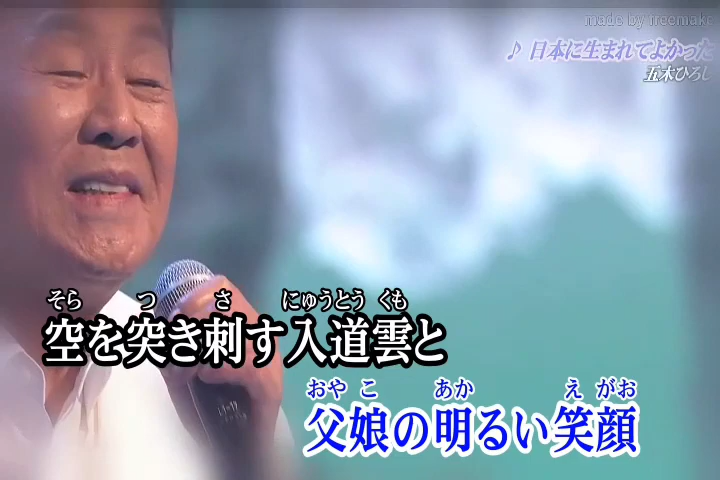 made by freemake
♪ 日本に生まれてよかった
五木ひろし
そら つ さ にゅうとう くも
空を突き刺す入道雲と
おや こ あか え がお
父娘の明るい笑顔